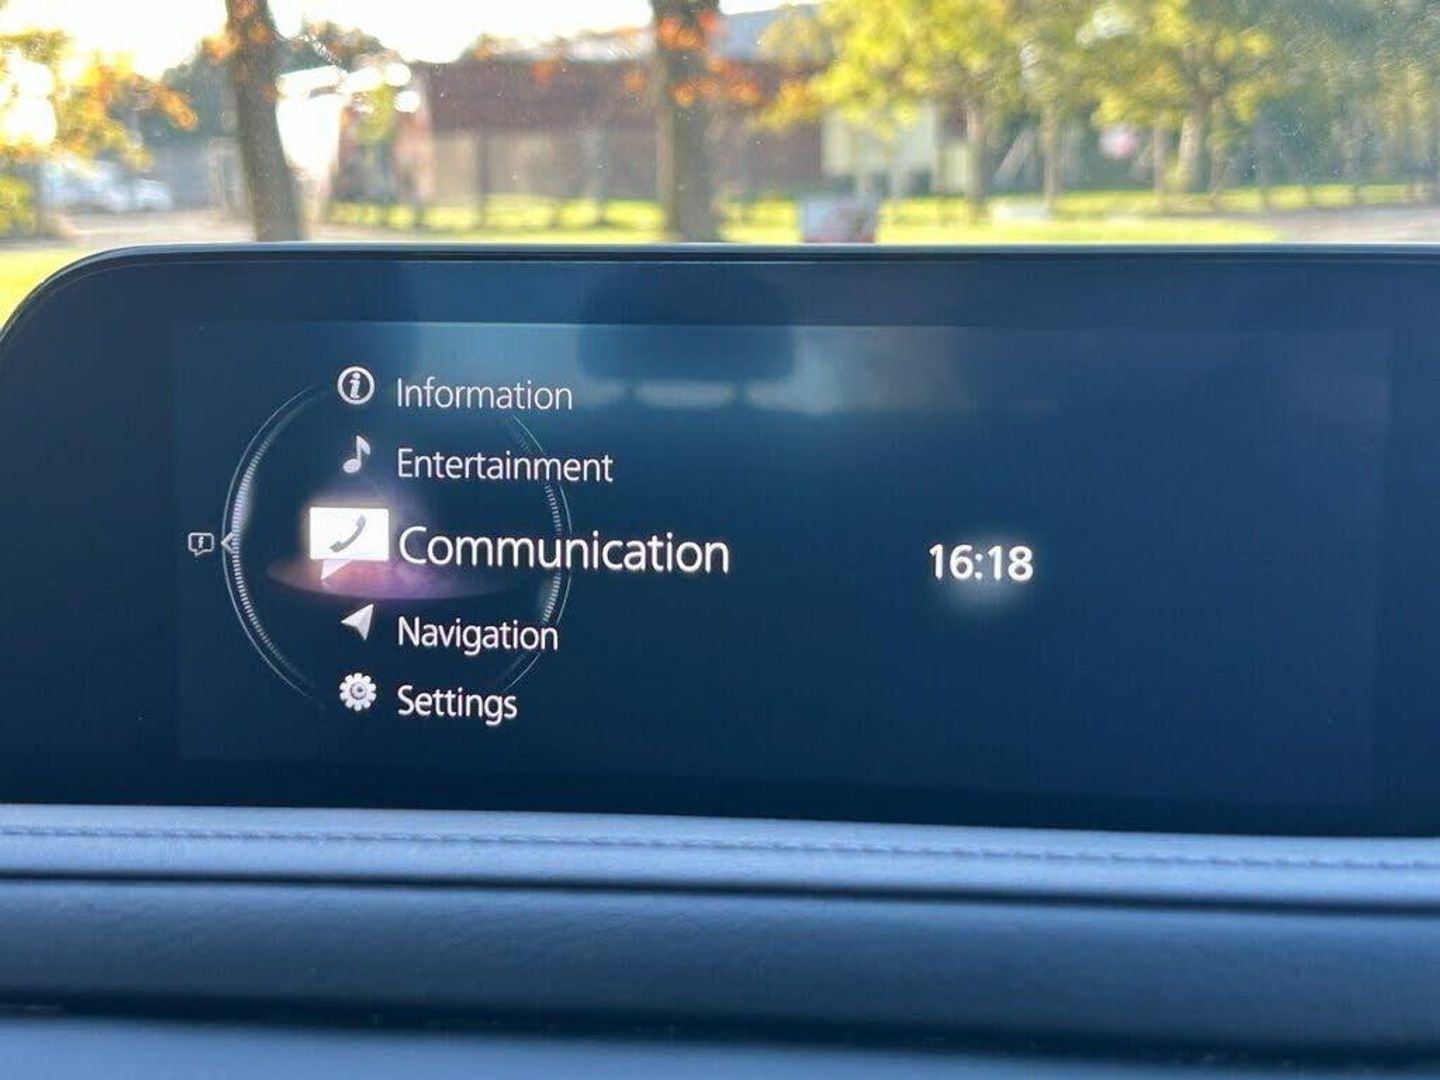 Information
Entertainment
Communication
16:18
Navigation
Settings